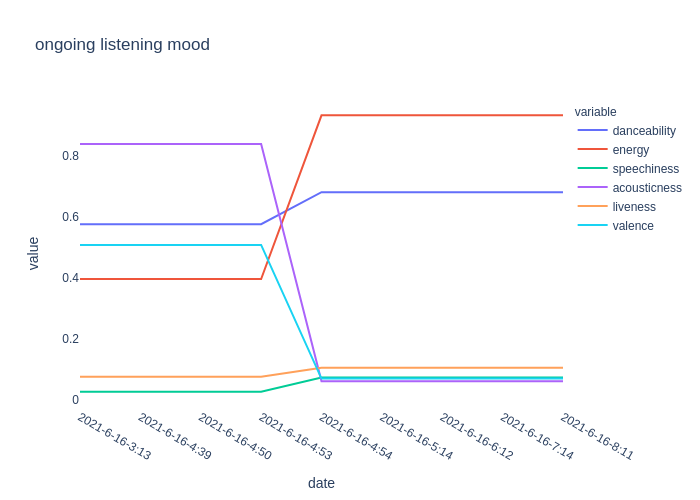 ongoing listening mood
variable
danceability
energy
speechiness
acousticness
liveness
valence
value
0.8
0.6
0.4
0.2
0
2021-6-16-3:13
2021-6-16-4:39
2021-6-16-4:50
2021-6-16-4:53
2021-6-16-4:54
2021-6-16-5:14
2021-6-16-6:12
2021-6-16-7:14
2021-6-16-8:11
date